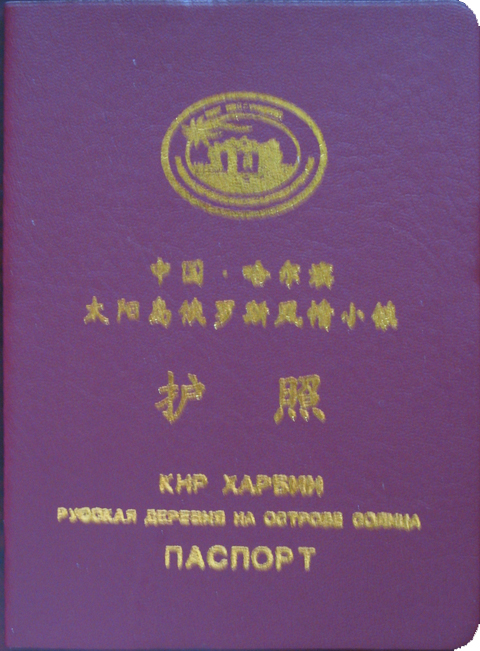 中国·哈尔滨
太阳岛俄罗斯风情小镇
护照
КНР ХАРБИН
РУССКАЯ ДЕРЕВНЯ НА ОСТРОВЕ СОЛНЦА
ПАСПОРТ